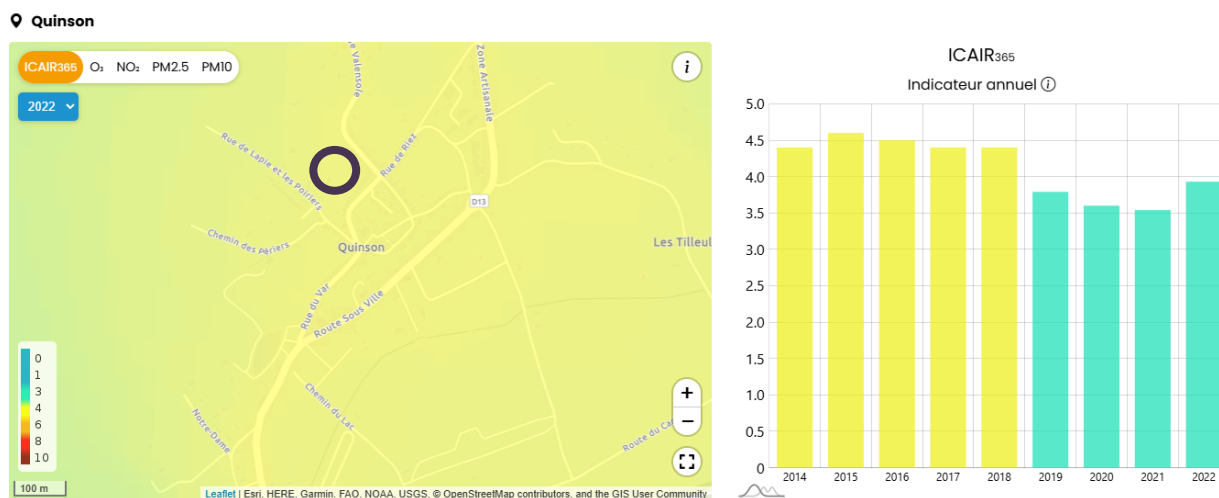 Quinson
ICAIR365 O₃ NO₂ PM2.5 PM10
2022
i
Rue de Valensole
Zone Artisanale
Rue de Riez
Rue de Lapie et les Poiriers
D13
Chemin des Périers
Quinson
Les Tilleul
Rue du Var
Route Sous Ville
Chemin du Lac
Notre-Dame
Route du Ca
0
1
3
4
6
8
10
+
−
100 m
Leaflet | Esri, HERE, Garmin, FAO, NOAA, USGS, © OpenStreetMap contributors, and the GIS User Community
ICAIR365
Indicateur annuel i
5.0
4.5
4.0
3.5
3.0
2.5
2.0
1.5
1.0
0.5
0
2014 2015 2016 2017 2018 2019 2020 2021 2022